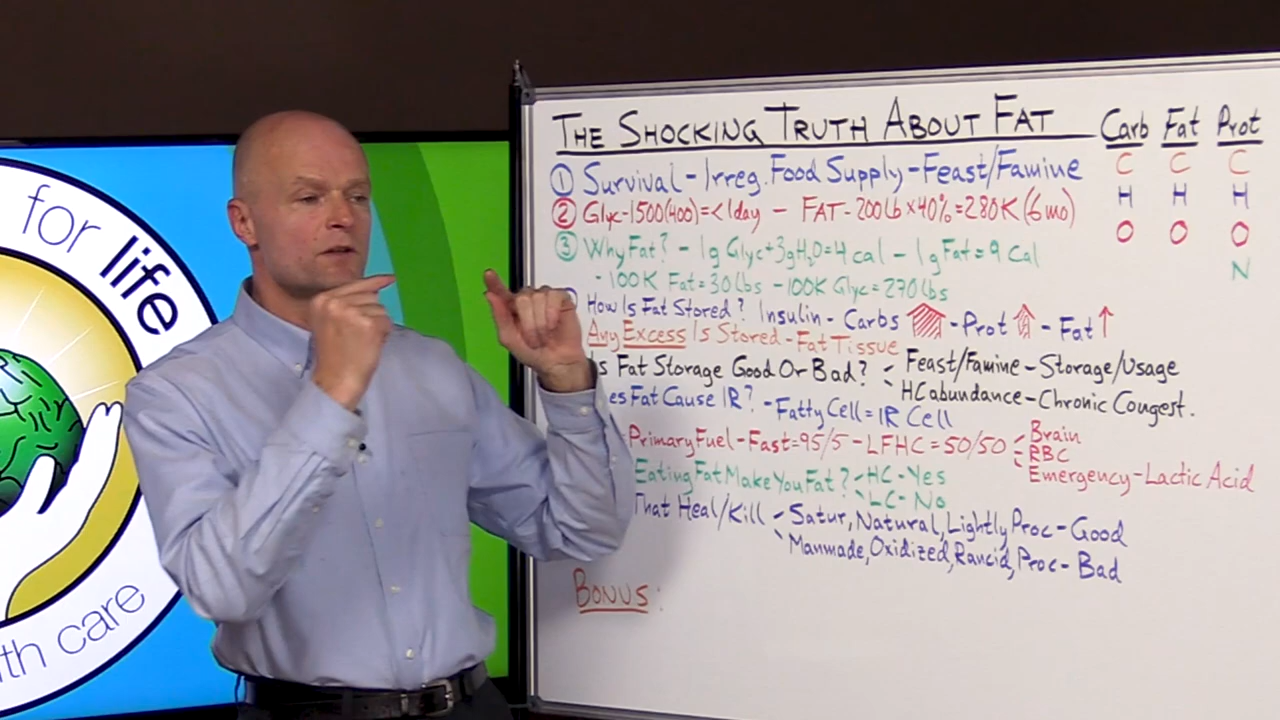 for life
lth care
THE SHOCKING TRUTH ABOUT FAT
Carb Fat Prot
C C C
H H H
O O O
N
① Survival - Irreg. Food Supply - Feast/Famine
② Glyc - 1500(400) = <1day - FAT - 200lb x 40% = 280K (6mo)
③ Why Fat? - 1g Glyc + 3gH₂O = 4 cal - 1g Fat = 9 Cal
- 100K Fat = 30lbs - 100K Glyc = 270lbs
How Is Fat Stored? Insulin - Carbs ↑ - Prot ↑ - Fat ↑
Any Excess Is Stored - Fat Tissue
s Fat Storage Good Or Bad? - Feast/Famine - Storage/Usage
HC abundance - Chronic Congest.
es Fat Cause IR? - Fatty Cell = IR Cell
Primary Fuel - Fast = 95/5 - LFHC = 50/50 - Brain
RBC
Emergency - Lactic Acid
Eating Fat Make You Fat? - HC - Yes
LC - No
That Heal/Kill - Satur, Natural, Lightly Proc - Good
Manmade, Oxidized, Rancid, Proc - Bad
BONUS: